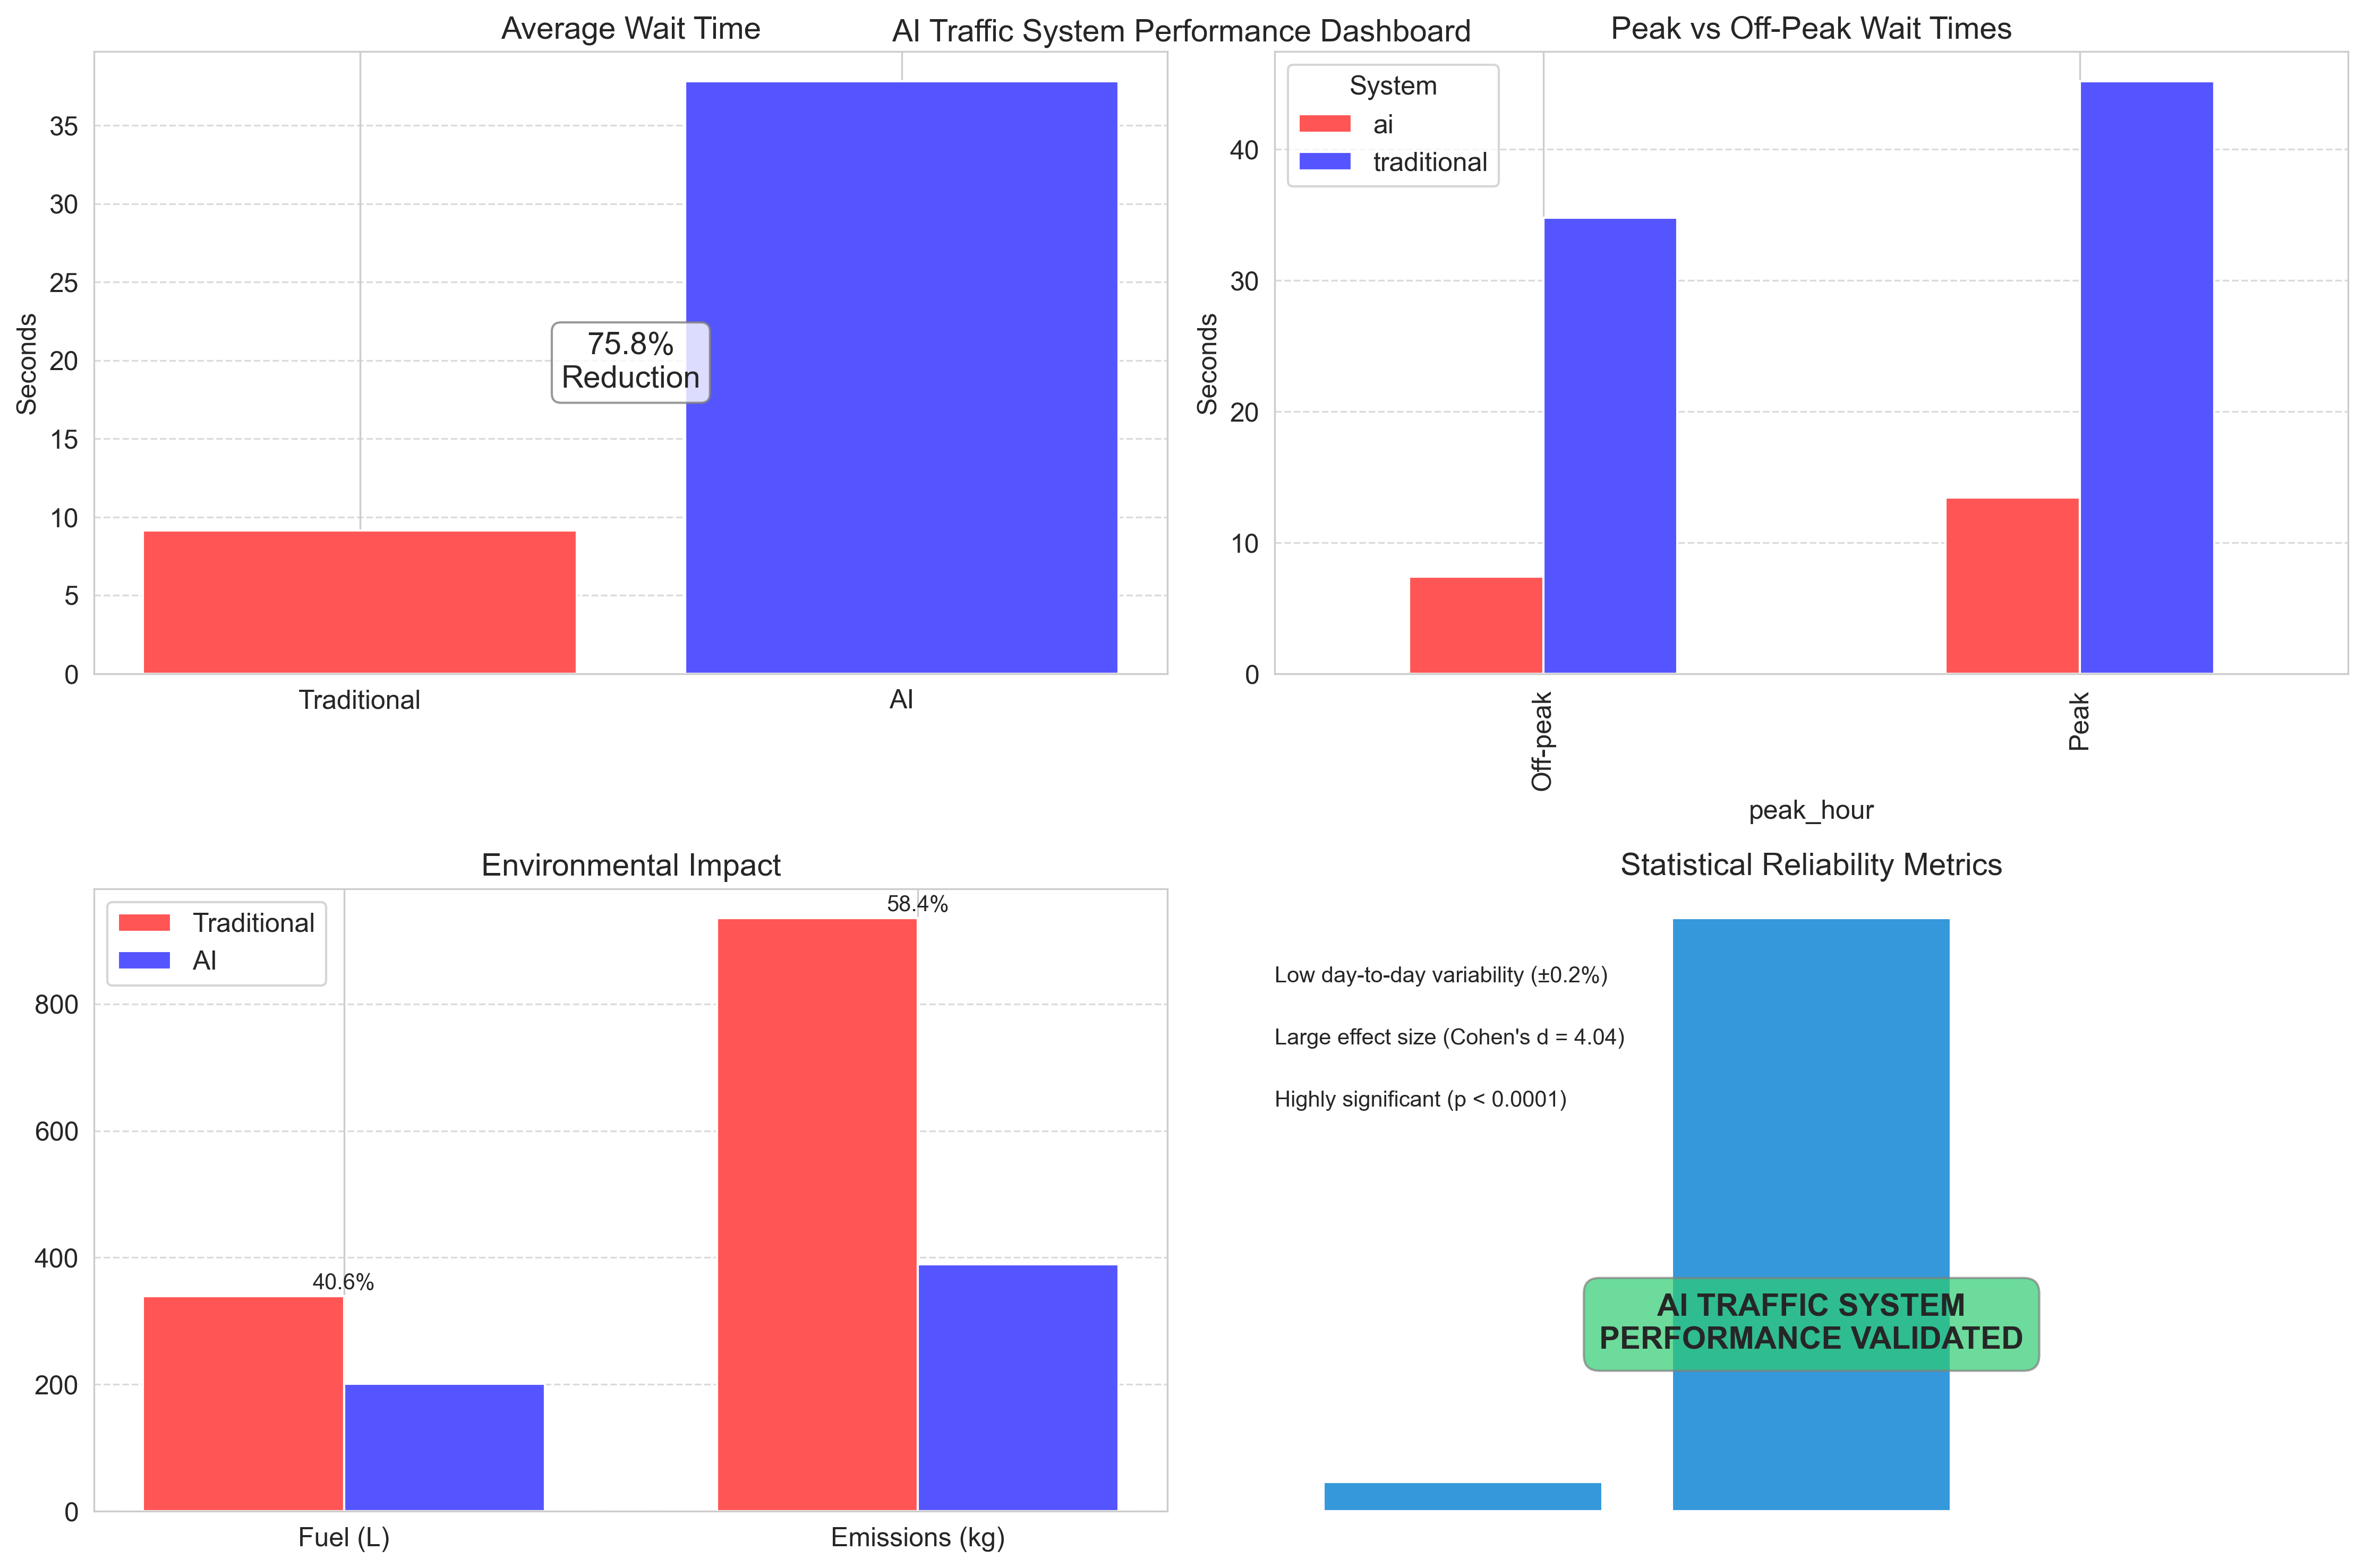 AI Traffic System Performance Dashboard
Average Wait Time
Seconds
35
30
25
20
15
10
5
0
75.8%
Reduction
Traditional
AI
Peak vs Off-Peak Wait Times
System
ai
traditional
Seconds
40
30
20
10
0
Off-peak
Peak
peak_hour
Environmental Impact
Traditional
AI
800
600
400
200
0
40.6%
58.4%
Fuel (L)
Emissions (kg)
Statistical Reliability Metrics
Low day-to-day variability (±0.2%)
Large effect size (Cohen's d = 4.04)
Highly significant (p < 0.0001)
AI TRAFFIC SYSTEM
PERFORMANCE VALIDATED